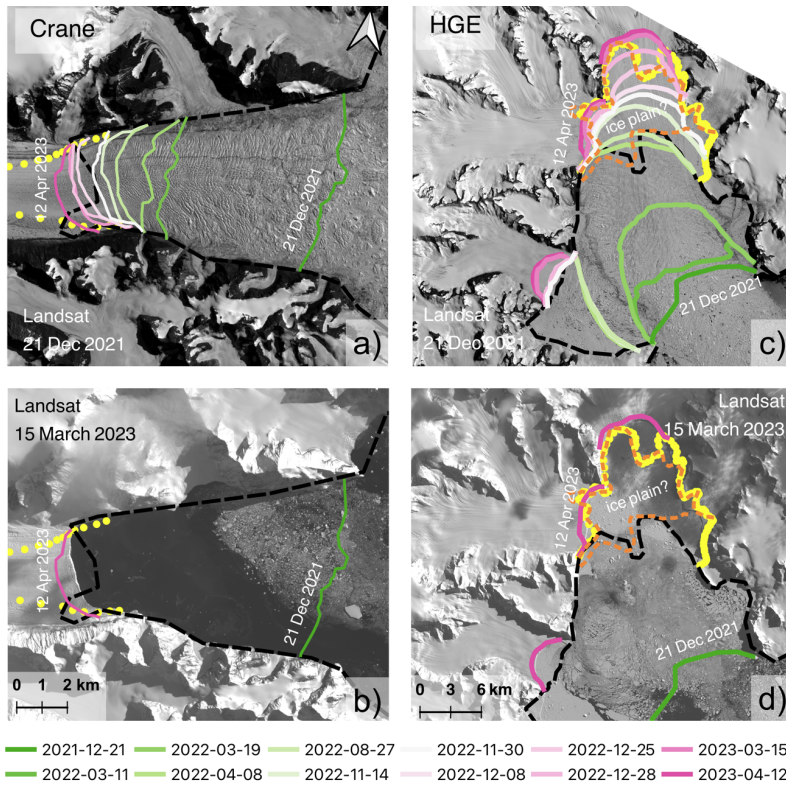 Crane
12 Apr 2023
21 Dec 2021
Landsat
21 Dec 2021
a)
HGE
12 Apr 2023
ice plain?
21 Dec 2021
Landsat
21 Dec 2021
c)
Landsat
15 March 2023
12 Apr 2023
21 Dec 2021
0 1 2 km
b)
Landsat
15 March 2023
12 Apr 2023
ice plain?
21 Dec 2021
0 3 6 km
d)
2021-12-21 2022-03-19 2022-08-27 2022-11-30 2022-12-25 2023-03-15
2022-03-11 2022-04-08 2022-11-14 2022-12-08 2022-12-28 2023-04-12